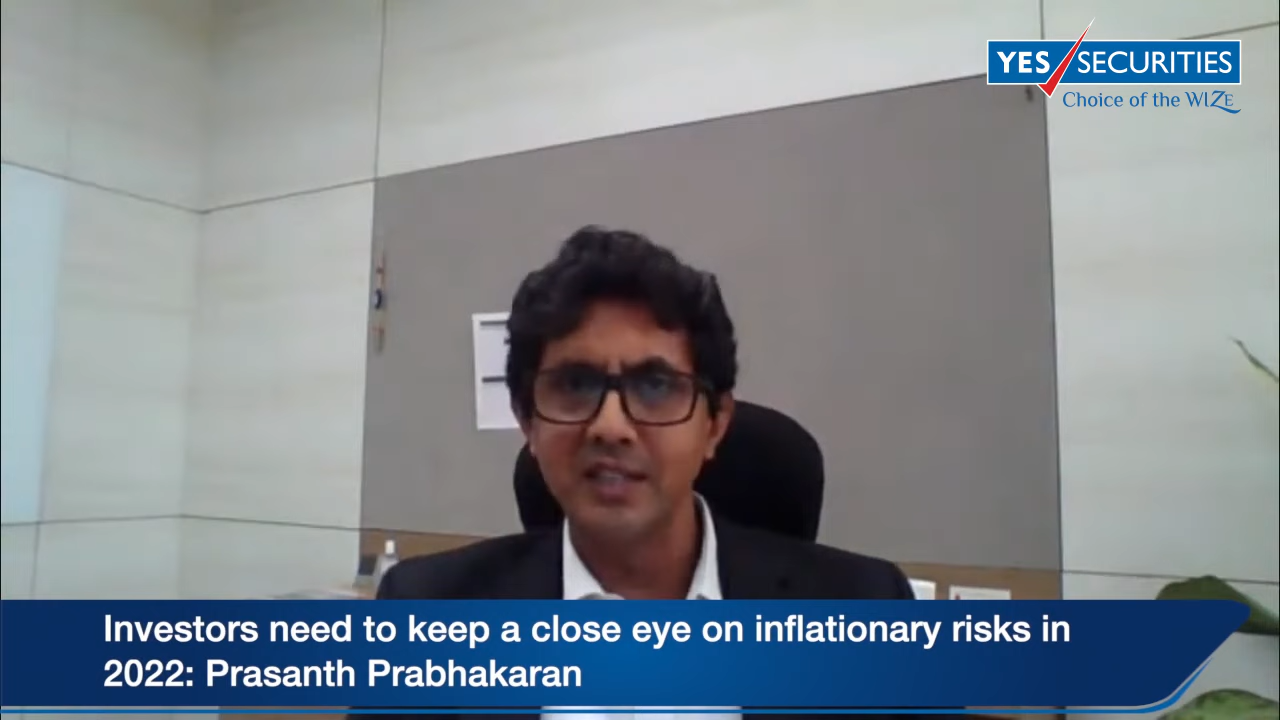 YES SECURITIES
Choice of the WIZE
Investors need to keep a close eye on inflationary risks in
2022: Prasanth Prabhakaran